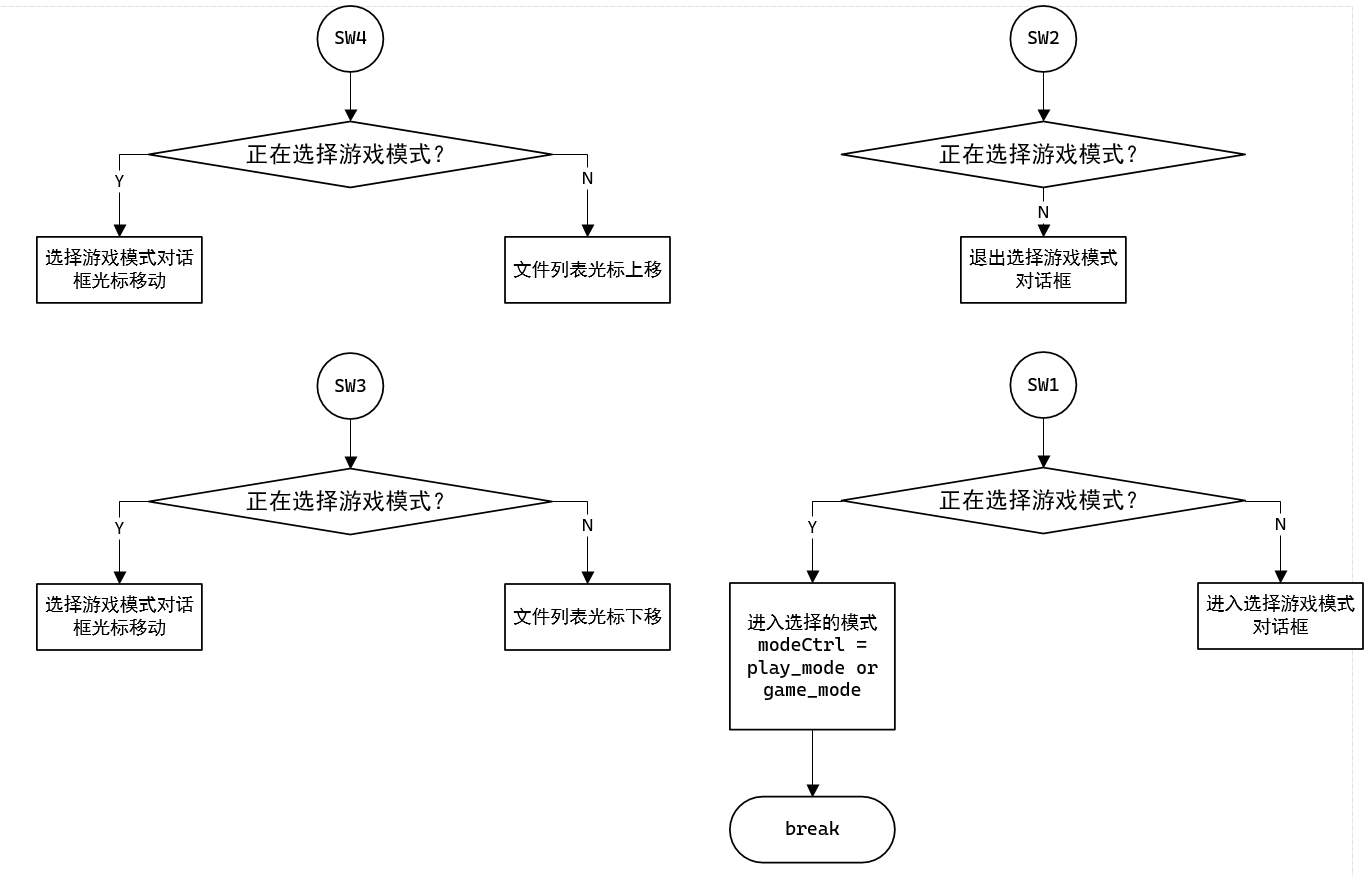 SW4
正在选择游戏模式？
Y
N
选择游戏模式对话
框光标移动
文件列表光标上移
SW2
正在选择游戏模式？
N
退出选择游戏模式
对话框
SW3
正在选择游戏模式？
Y
N
选择游戏模式对话
框光标移动
文件列表光标下移
SW1
正在选择游戏模式？
Y
N
进入选择的模式
modeCtrl =
play_mode or
game_mode
进入选择游戏模式
对话框
break